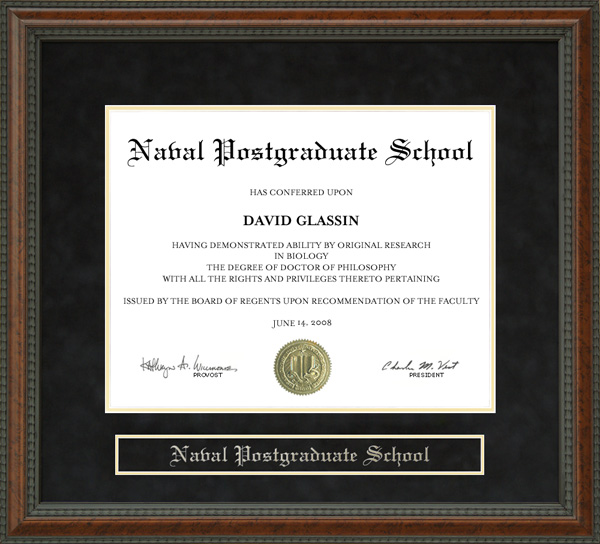 Naval Postgraduate School
HAS CONFERRED UPON
DAVID GLASSIN
HAVING DEMONSTRATED ABILITY BY ORIGINAL RESEARCH
IN BIOLOGY
THE DEGREE OF DOCTOR OF PHILOSOPHY
WITH ALL THE RIGHTS AND PRIVILEGES THERETO PERTAINING
ISSUED BY THE BOARD OF REGENTS UPON RECOMMENDATION OF THE FACULTY
JUNE 14, 2008
Charles M. Vest
PROVOST PRESIDENT
Naval Postgraduate School